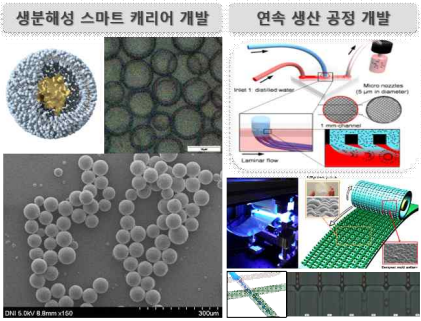 생분해성 스마트 캐리어 개발
연속 생산 공정 개발
Inlet 1: distilled water
Micro nozzles
(5 μm in diameter)
1 mm channel
Laminar flow
DNI 5.0kV 8.8mm x150
300um